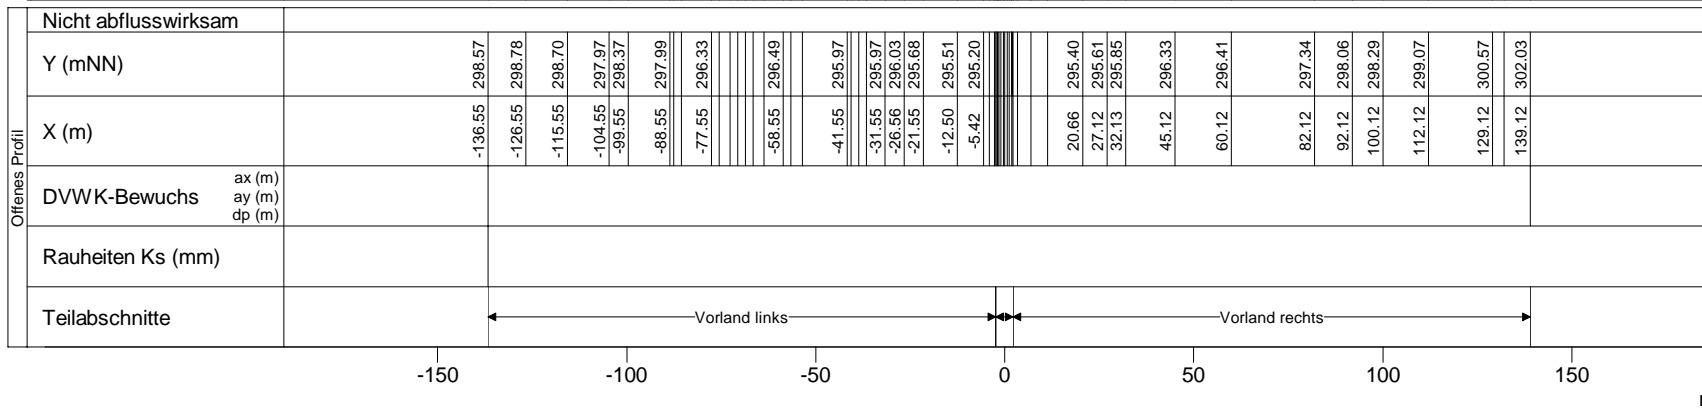 Offenes Profil
Nicht abflusswirksam
Y (mNN) 298.57 298.78 298.70 297.97 298.37 297.99 296.33 296.49 295.97 295.97 296.03 295.68 295.51 295.20 295.40 295.61 295.85 296.33 296.41 297.34 298.06 298.29 299.07 300.57 302.03
X (m) -136.55 -126.55 -115.55 -104.55 -99.55 -88.55 -77.55 -58.55 -41.55 -31.55 -26.56 -21.55 -12.50 -5.42 20.66 27.12 32.13 45.12 60.12 82.12 92.12 100.12 112.12 129.12 139.12
DVWK-Bewuchs
ax (m)
ay (m)
dp (m)
Rauheiten Ks (mm)
Teilabschnitte Vorland links Vorland rechts
-150 -100 -50 0 50 100 150